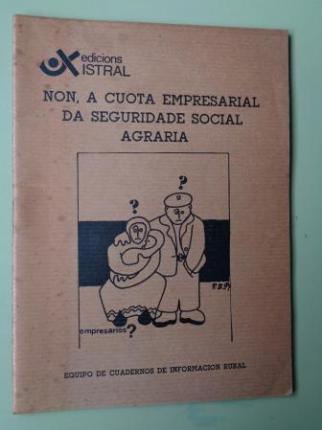 edicions
XISTRAL
NON, A CUOTA EMPRESARIAL
DA SEGURIDADE SOCIAL
AGRARIA
?
?
empresarios?
EQUIPO DE CUADERNOS DE INFORMACION RURAL